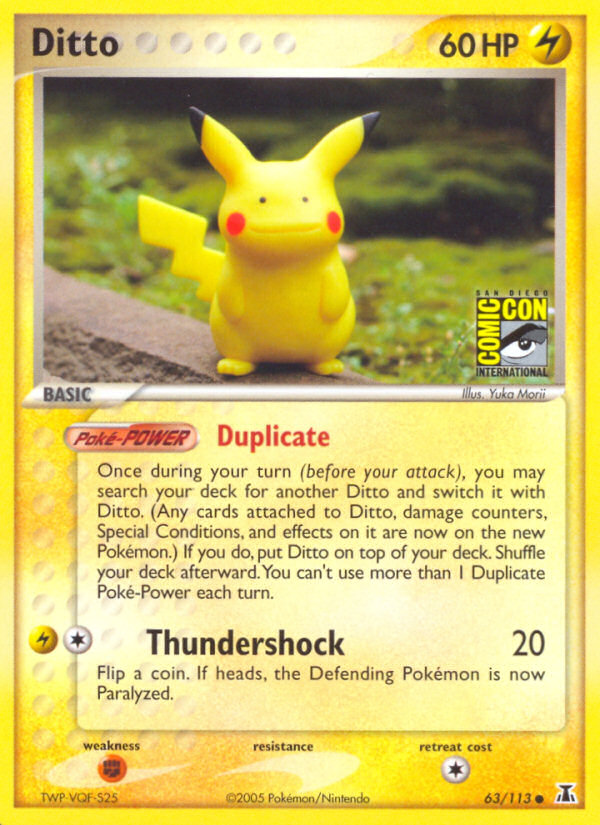 Ditto
60 HP
SAN DIEGO
COMIC CON
INTERNATIONAL
BASIC
Illus. Yuka Morii
Poké-POWER Duplicate
Once during your turn (before your attack), you may
search your deck for another Ditto and switch it with
Ditto. (Any cards attached to Ditto, damage counters,
Special Conditions, and effects on it are now on the new
Pokémon.) If you do, put Ditto on top of your deck. Shuffle
your deck afterward. You can't use more than 1 Duplicate
Poké-Power each turn.
Thundershock 20
Flip a coin. If heads, the Defending Pokémon is now
Paralyzed.
weakness resistance retreat cost
TWP-VQF-S25 ©2005 Pokémon/Nintendo 63/113